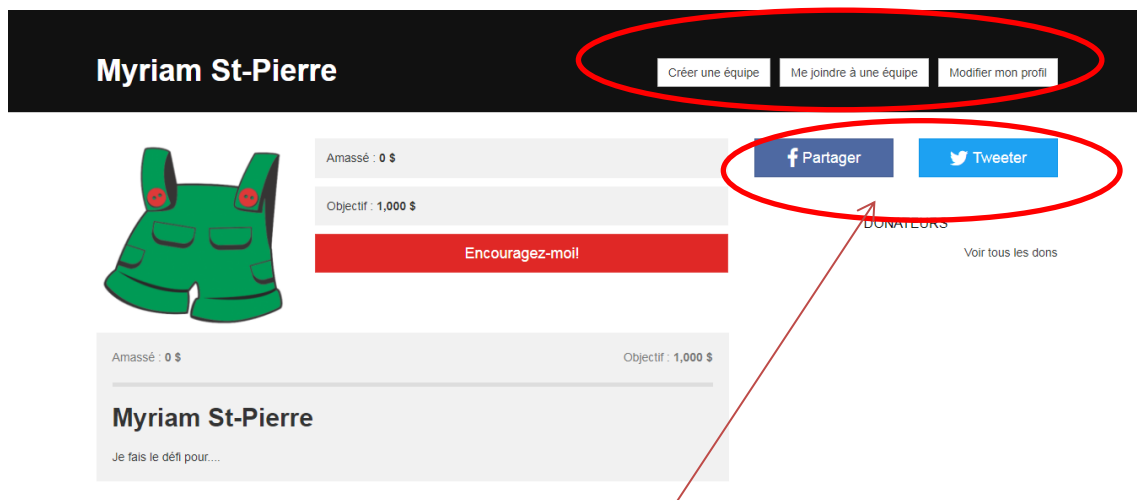 Myriam St-Pierre
Créer une équipe
Me joindre à une équipe
Modifier mon profil
Amassé : 0 $
Objectif : 1,000 $
Encouragez-moi!
Partager
Tweeter
DONATEURS
Voir tous les dons
Amassé : 0 $
Objectif : 1,000 $
Myriam St-Pierre
Je fais le défi pour....